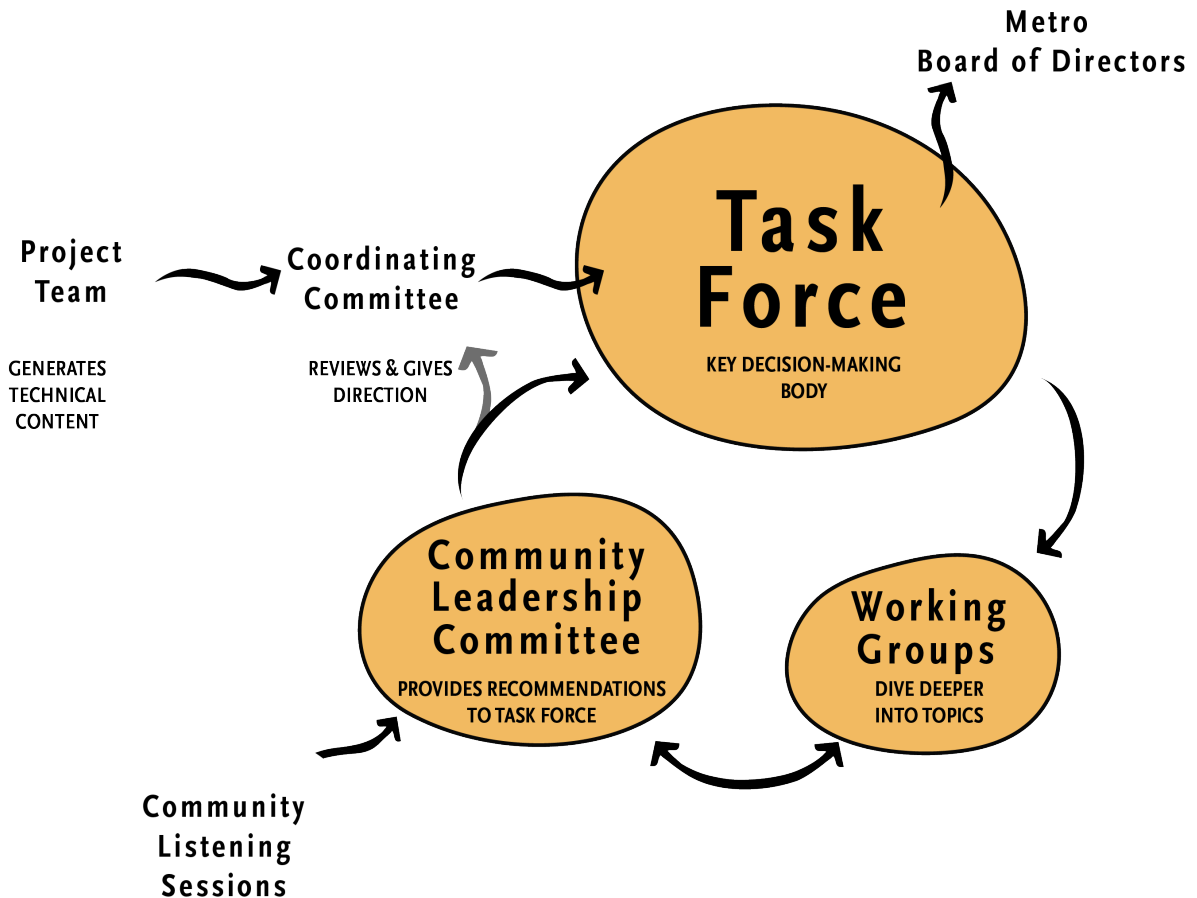 Metro
Board of Directors
Task
Force
KEY DECISION-MAKING
BODY
Project
Team
GENERATES
TECHNICAL
CONTENT
Coordinating
Committee
REVIEWS & GIVES
DIRECTION
Community
Leadership
Committee
PROVIDES RECOMMENDATIONS
TO TASK FORCE
Working
Groups
DIVE DEEPER
INTO TOPICS
Community
Listening
Sessions